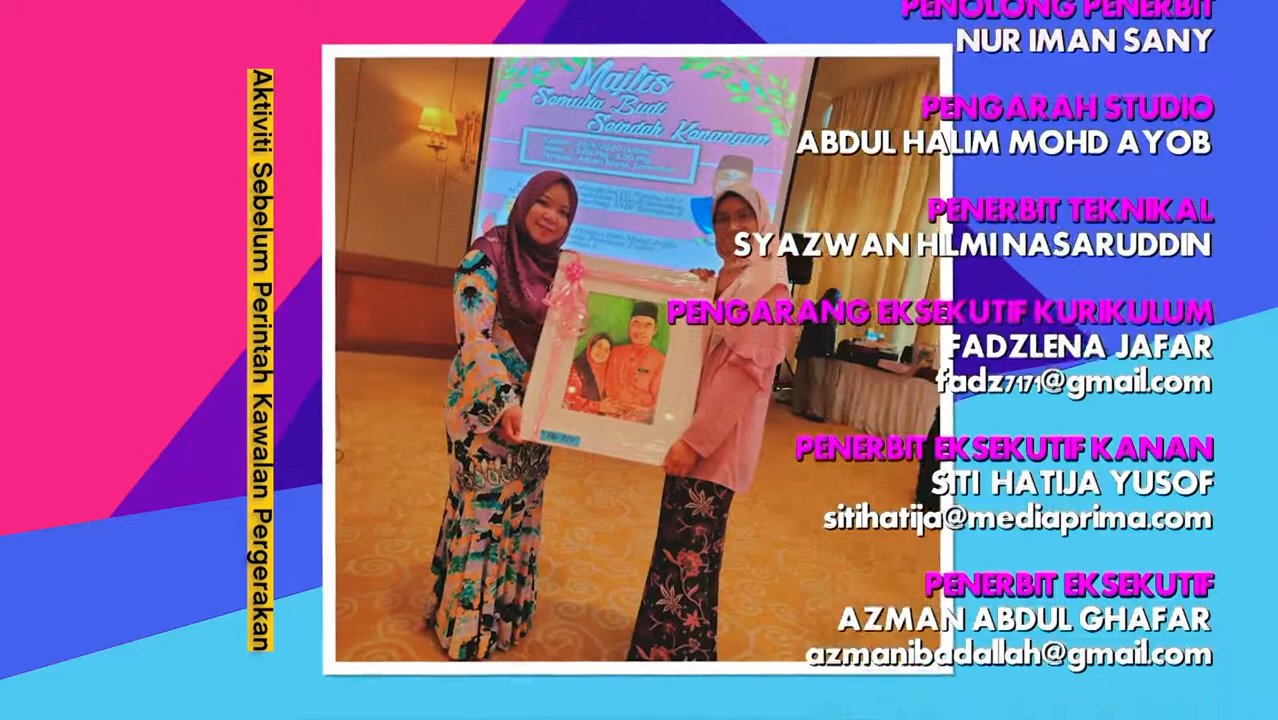 Aktiviti Sebelum Perintah Kawalan Pergerakan
Majlis
Semuka Budi
Seindah Kenangan
PENOLONG PENERBIT
NUR IMAN SANY
PENGARAH STUDIO
ABDUL HALIM MOHD AYOB
PENERBIT TEKNIKAL
SYAZWAN HILMI NASARUDDIN
PENGARANG EKSEKUTIF KURIKULUM
FADZLENA JAFAR
fadz7171@gmail.com
PENERBIT EKSEKUTIF KANAN
SITI HATIJA YUSOF
sitihatija@mediaprima.com
PENERBIT EKSEKUTIF
AZMAN ABDUL GHAFAR
azmanibadallah@gmail.com